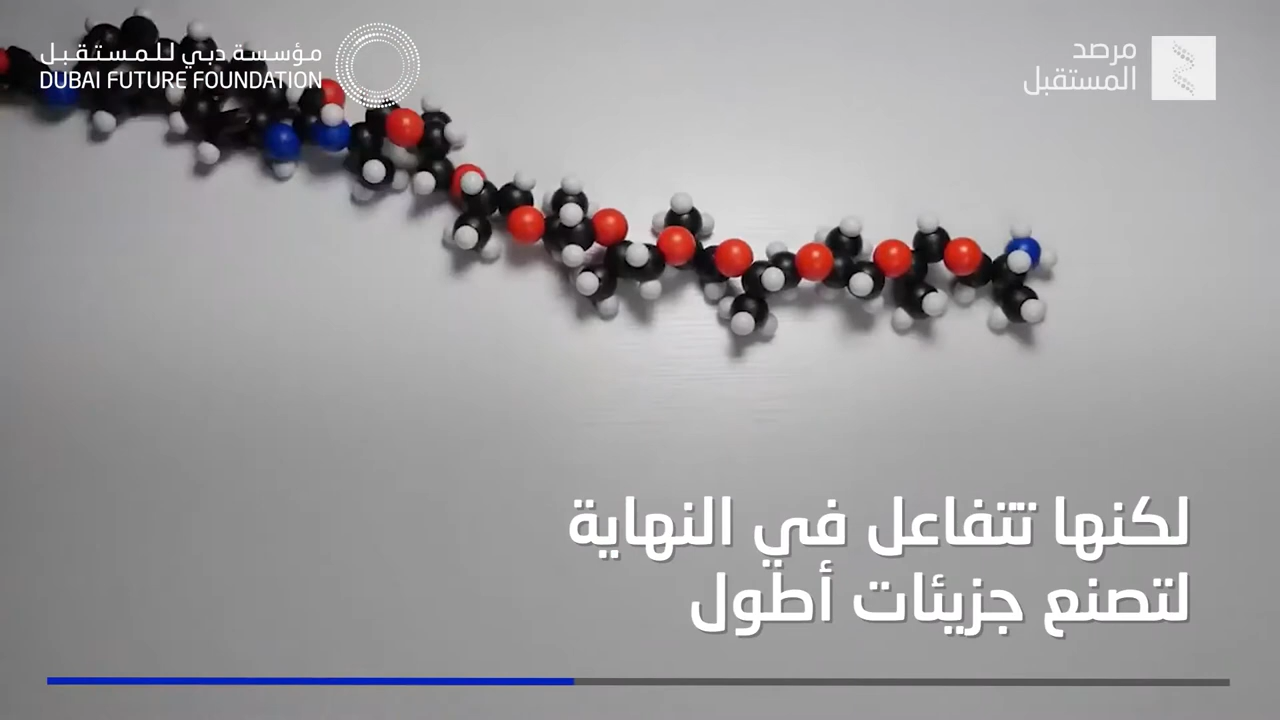 مؤسسة دبي للمستقبل
DUBAI FUTURE FOUNDATION
مرصد
المستقبل
لكنها تتفاعل في النهاية
لتصنع جزيئات أطول